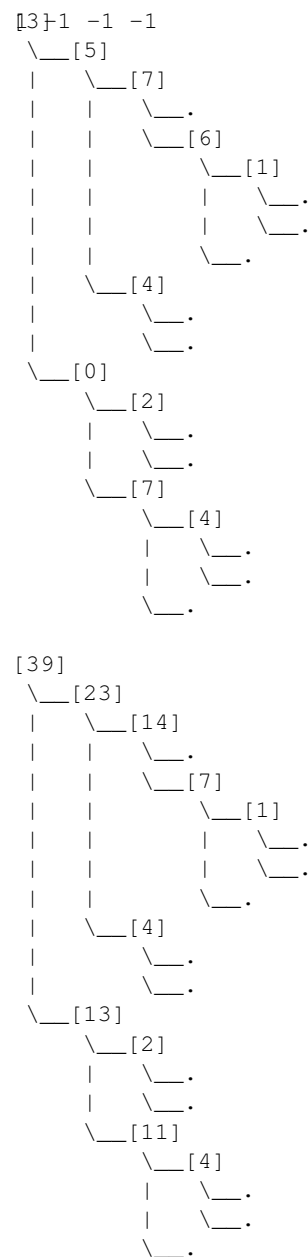 [3] −1 −1
\__[5]
|   \__[7]
|   |   \__.
|   |   \__[6]
|   |       \__[1]
|   |       |   \__.
|   |       |   \__.
|   |       \__.
|   \__[4]
|       \__.
|       \__.
\__[0]
    \__[2]
    |   \__.
    |   \__.
    \__[7]
        \__[4]
        |   \__.
        |   \__.
        \__.
[39]
\__[23]
|   \__[14]
|   |   \__.
|   |   \__[7]
|   |       \__[1]
|   |       |   \__.
|   |       |   \__.
|   |       \__.
|   \__[4]
|       \__.
|       \__.
\__[13]
    \__[2]
    |   \__.
    |   \__.
    \__[11]
        \__[4]
        |   \__.
        |   \__.
        \__.